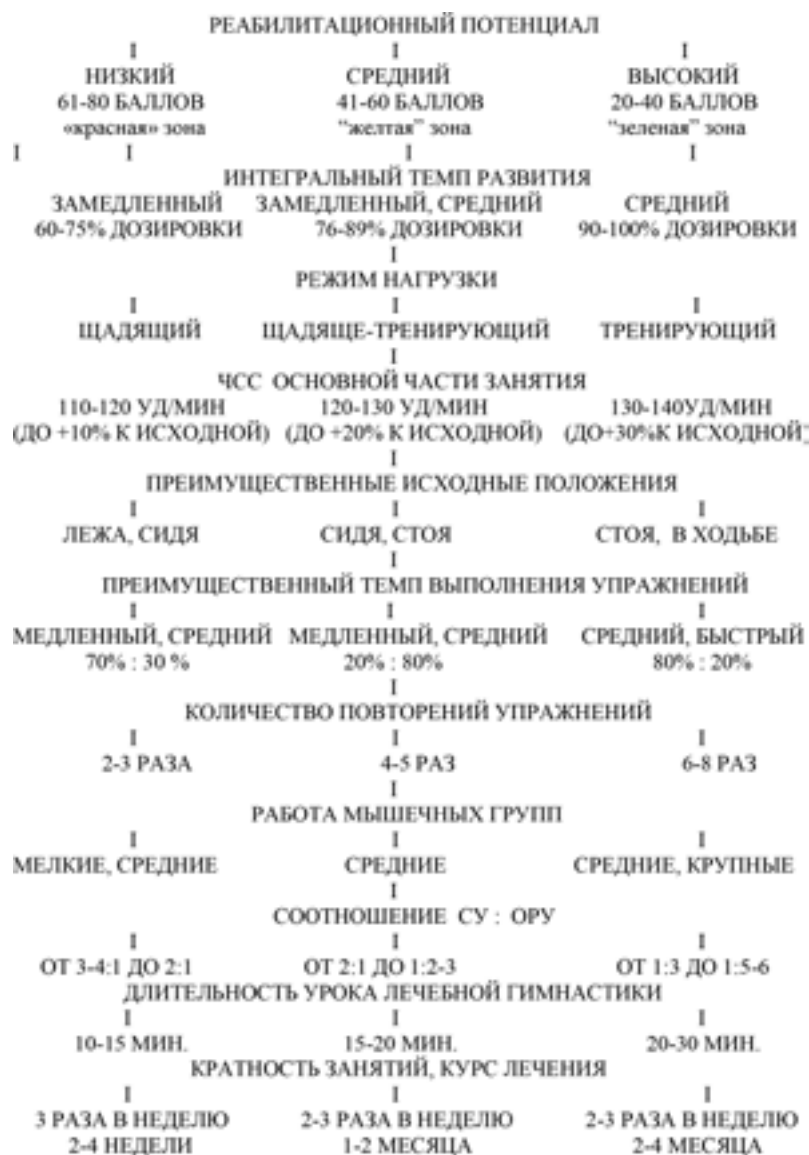 РЕАБИЛИТАЦИОННЫЙ ПОТЕНЦИАЛ
I I I
НИЗКИЙ СРЕДНИЙ ВЫСОКИЙ
61-80 БАЛЛОВ 41-60 БАЛЛОВ 20-40 БАЛЛОВ
«красная» зона "желтая" зона "зеленая" зона
I I I I
ИНТЕГРАЛЬНЫЙ ТЕМП РАЗВИТИЯ
ЗАМЕДЛЕННЫЙ ЗАМЕДЛЕННЫЙ, СРЕДНИЙ СРЕДНИЙ
60-75% ДОЗИРОВКИ 76-89% ДОЗИРОВКИ 90-100% ДОЗИРОВКИ
I
РЕЖИМ НАГРУЗКИ
I I I
ЩАДЯЩИЙ ЩАДЯЩЕ-ТРЕНИРУЮЩИЙ ТРЕНИРУЮЩИЙ
I
ЧСС ОСНОВНОЙ ЧАСТИ ЗАНЯТИЯ
110-120 УД/МИН 120-130 УД/МИН 130-140УД/МИН
(ДО +10% К ИСХОДНОЙ) (ДО +20% К ИСХОДНОЙ) (ДО+30%К ИСХОДНОЙ)
I
ПРЕИМУЩЕСТВЕННЫЕ ИСХОДНЫЕ ПОЛОЖЕНИЯ
I I I
ЛЕЖА, СИДЯ СИДЯ, СТОЯ СТОЯ, В ХОДЬБЕ
I
ПРЕИМУЩЕСТВЕННЫЙ ТЕМП ВЫПОЛНЕНИЯ УПРАЖНЕНИЙ
I I I
МЕДЛЕННЫЙ, СРЕДНИЙ МЕДЛЕННЫЙ, СРЕДНИЙ СРЕДНИЙ, БЫСТРЫЙ
70% : 30 % 20% : 80% 80% : 20%
I
КОЛИЧЕСТВО ПОВТОРЕНИЙ УПРАЖНЕНИЙ
I I I
2-3 РАЗА 4-5 РАЗ 6-8 РАЗ
I
РАБОТА МЫШЕЧНЫХ ГРУПП
I I I
МЕЛКИЕ, СРЕДНИЕ СРЕДНИЕ СРЕДНИЕ, КРУПНЫЕ
I
СООТНОШЕНИЕ СУ : ОРУ
I I I
ОТ 3-4:1 ДО 2:1 ОТ 2:1 ДО 1:2-3 ОТ 1:3 ДО 1:5-6
ДЛИТЕЛЬНОСТЬ УРОКА ЛЕЧЕБНОЙ ГИМНАСТИКИ
I I I
10-15 МИН. 15-20 МИН. 20-30 МИН.
КРАТНОСТЬ ЗАНЯТИЙ, КУРС ЛЕЧЕНИЯ
I I I
3 РАЗА В НЕДЕЛЮ 2-3 РАЗА В НЕДЕЛЮ 2-3 РАЗА В НЕДЕЛЮ
2-4 НЕДЕЛИ 1-2 МЕСЯЦА 2-4 МЕСЯЦА